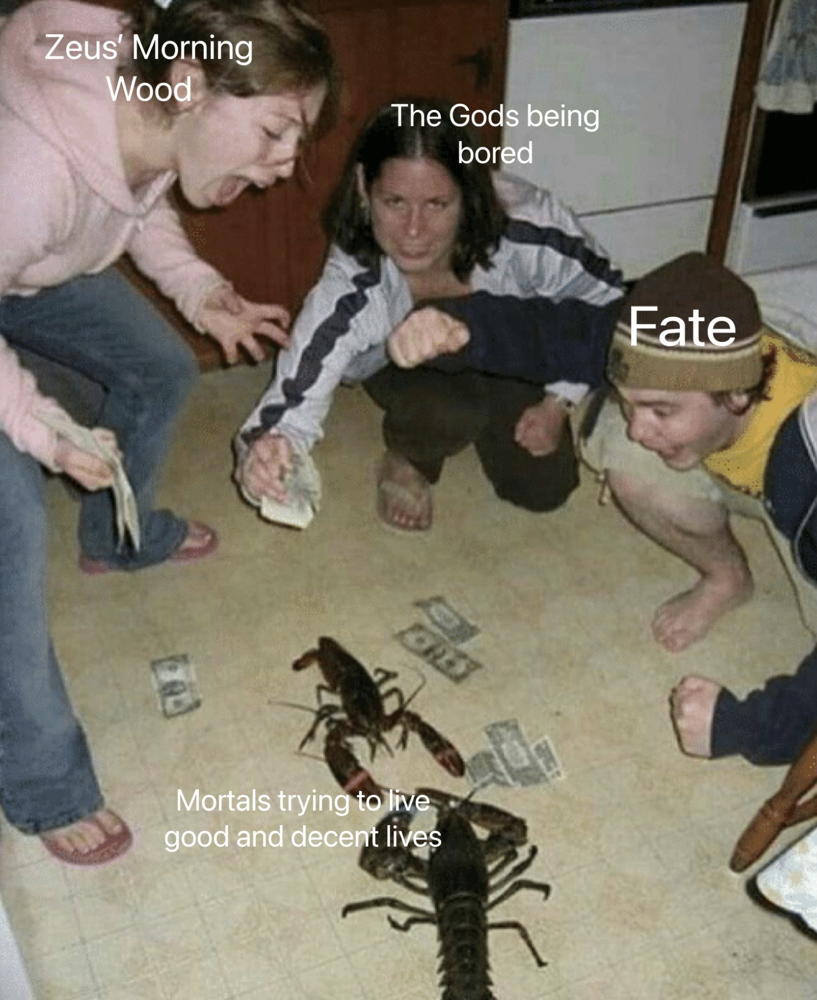 Zeus’ Morning
Wood
The Gods being
bored
Fate
Mortals trying to live
good and decent lives